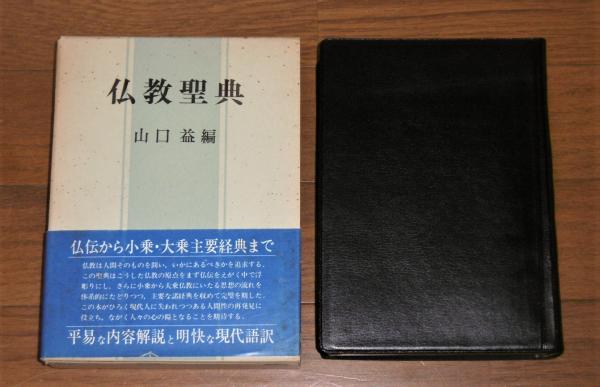 仏教聖典
山口 益編
仏伝から小乗・大乗主要経典まで
仏教は人間そのものを問い、いかにあるべきかを追求する。
この聖典はこうした仏教の原点をまず仏伝をえがく中で浮
彫りにし、さらに小乗から大乗仏教にいたる思想の流れを
体系的にたどりつつ、主要な諸経典を収めて完璧を期した。
この本がひろく現代人に失われつつある人間性の再発見に
役立ち、ながく人々の心の糧となることを期待する。
平易な内容解説と明快な現代語訳